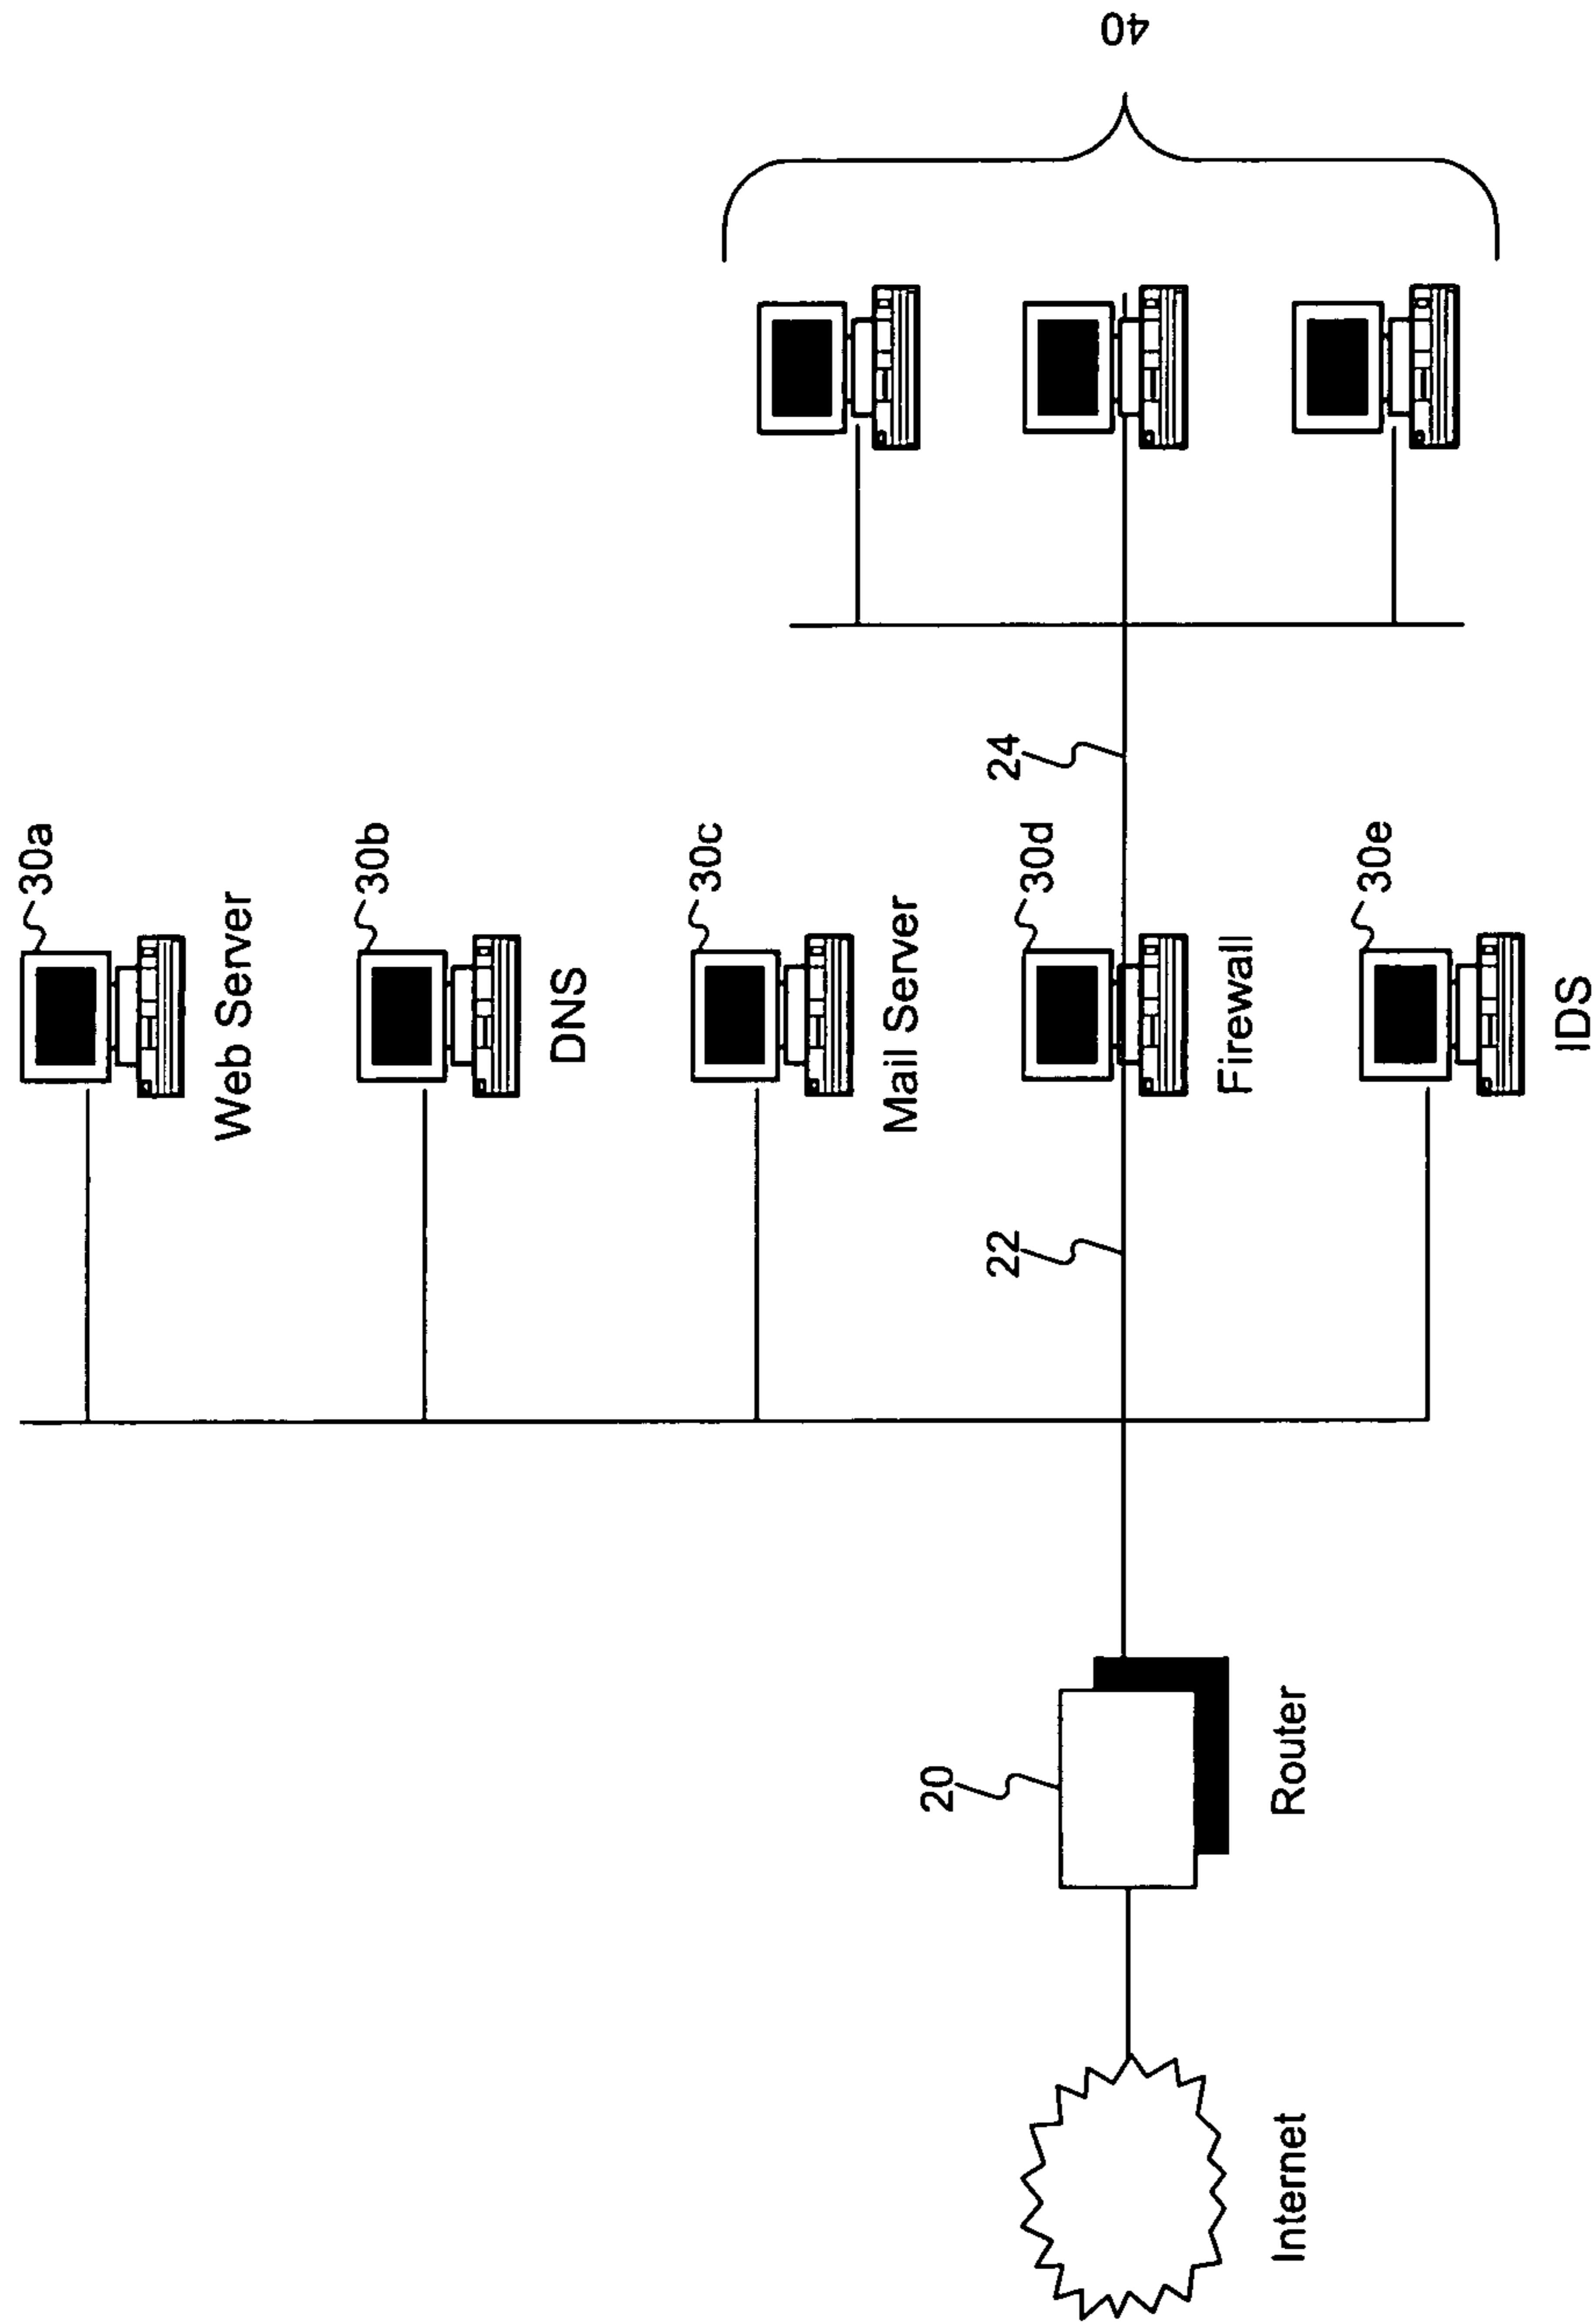 30a
Web Server
30b
DNS
30c
Mail Server
22
24
30d
Firewall
40
20
Router
Internet
30e
IDS